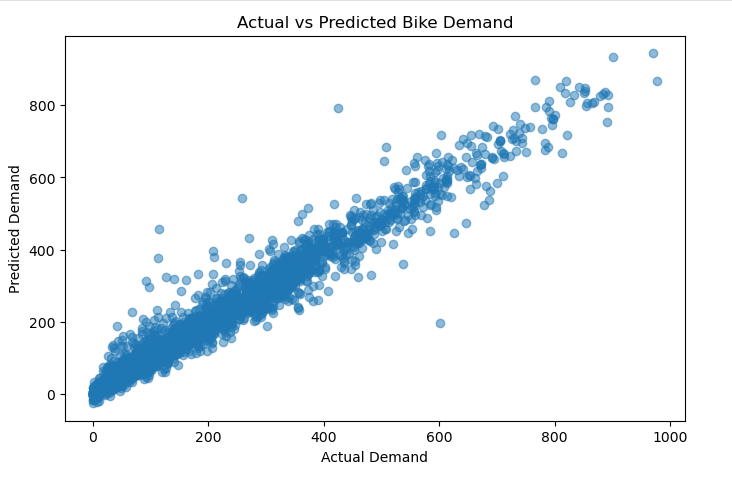 Actual vs Predicted Bike Demand
Predicted Demand
800
600
400
200
0
0 200 400 600 800 1000
Actual Demand